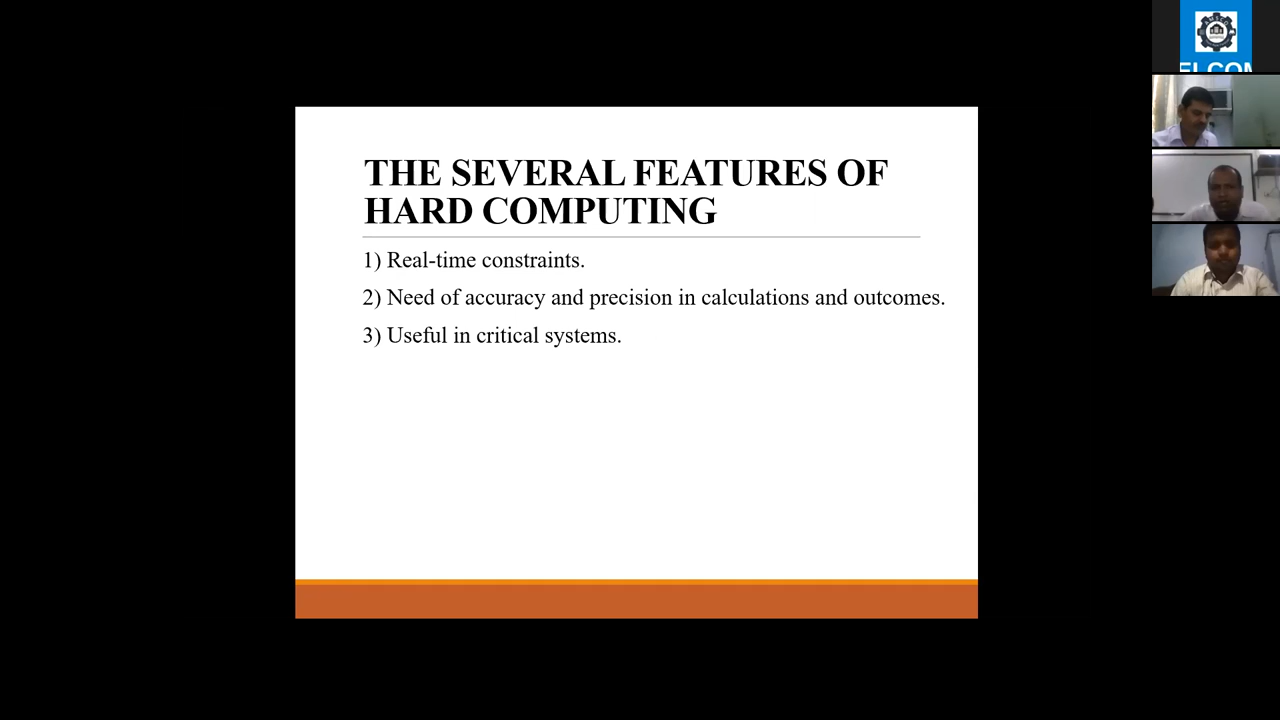 THE SEVERAL FEATURES OF
HARD COMPUTING
1) Real-time constraints.
2) Need of accuracy and precision in calculations and outcomes.
3) Useful in critical systems.